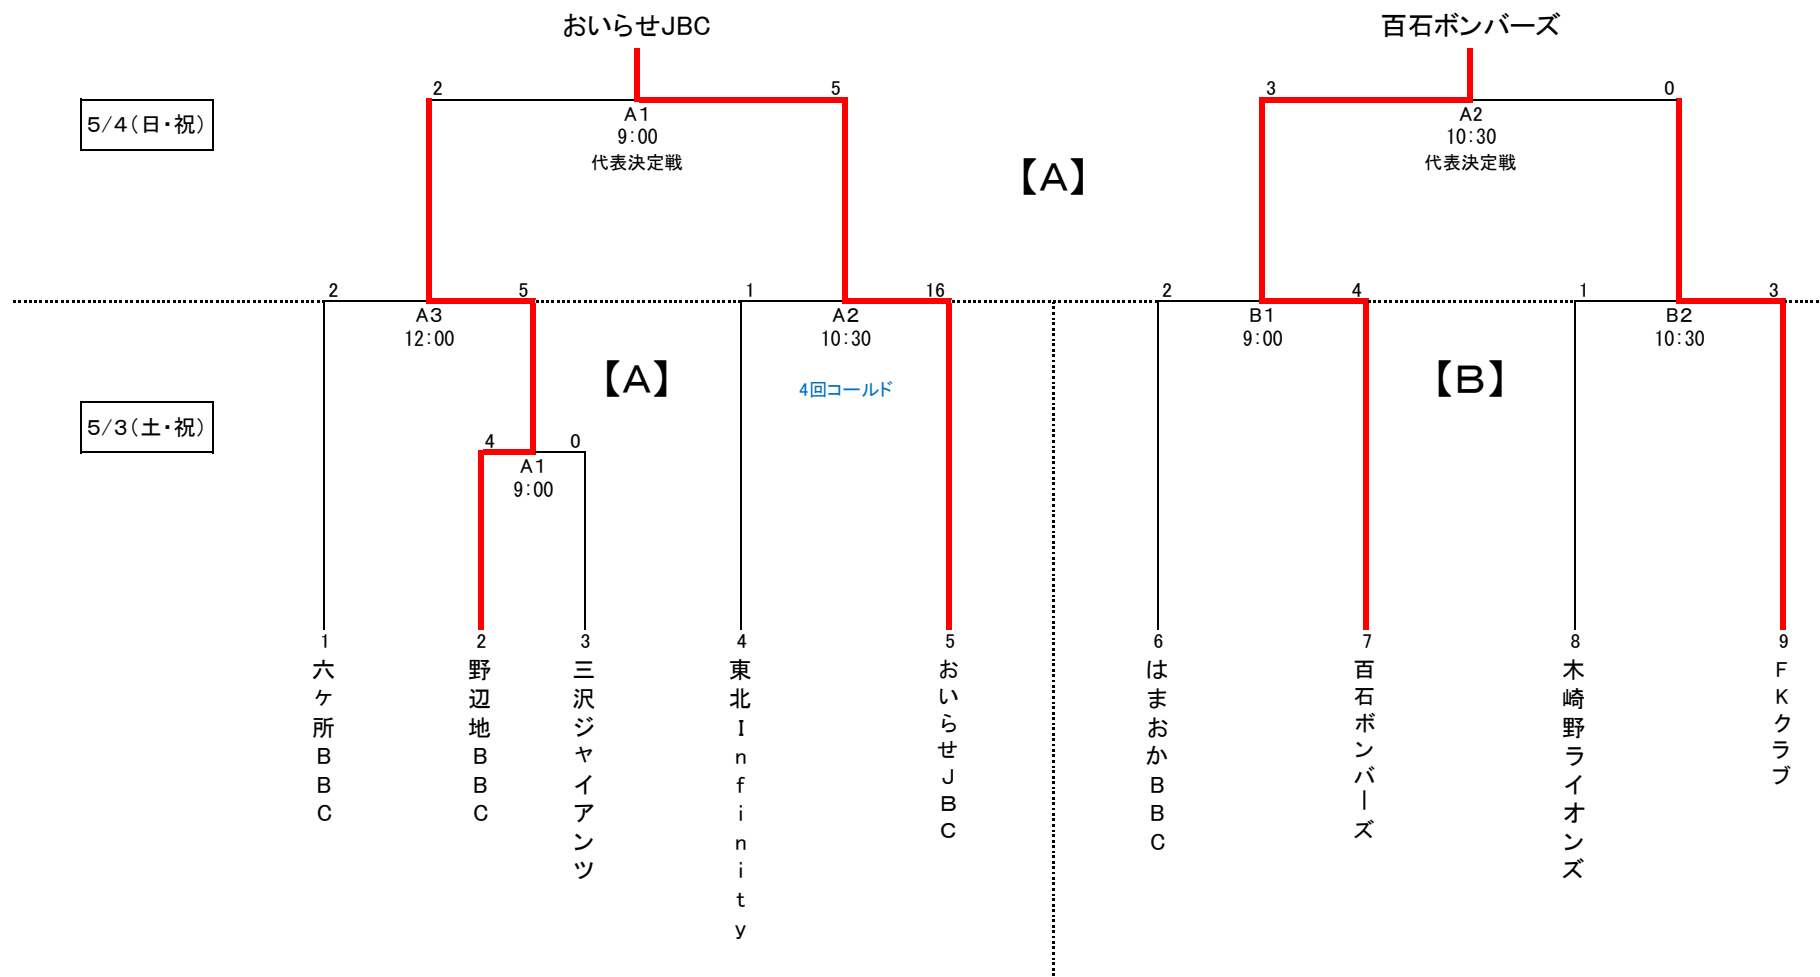 おいらせJBC
百石ボンバーズ
2
5
3
0
5/4(日・祝)
A1
9:00
代表決定戦
A2
10:30
代表決定戦
【A】
2
5
1
16
2
4
1
3
A3
12:00
A2
10:30
B1
9:00
B2
10:30
【A】
4回コールド
【B】
5/3(土・祝)
4
0
A1
9:00
1
2
3
4
5
6
7
8
9
六ヶ所BBC
野辺地BBC
三沢ジャイアンツ
東北Infinity
おいらせJBC
はまおかBBC
百石ボンバーズ
木崎野ライオンズ
FKクラブ